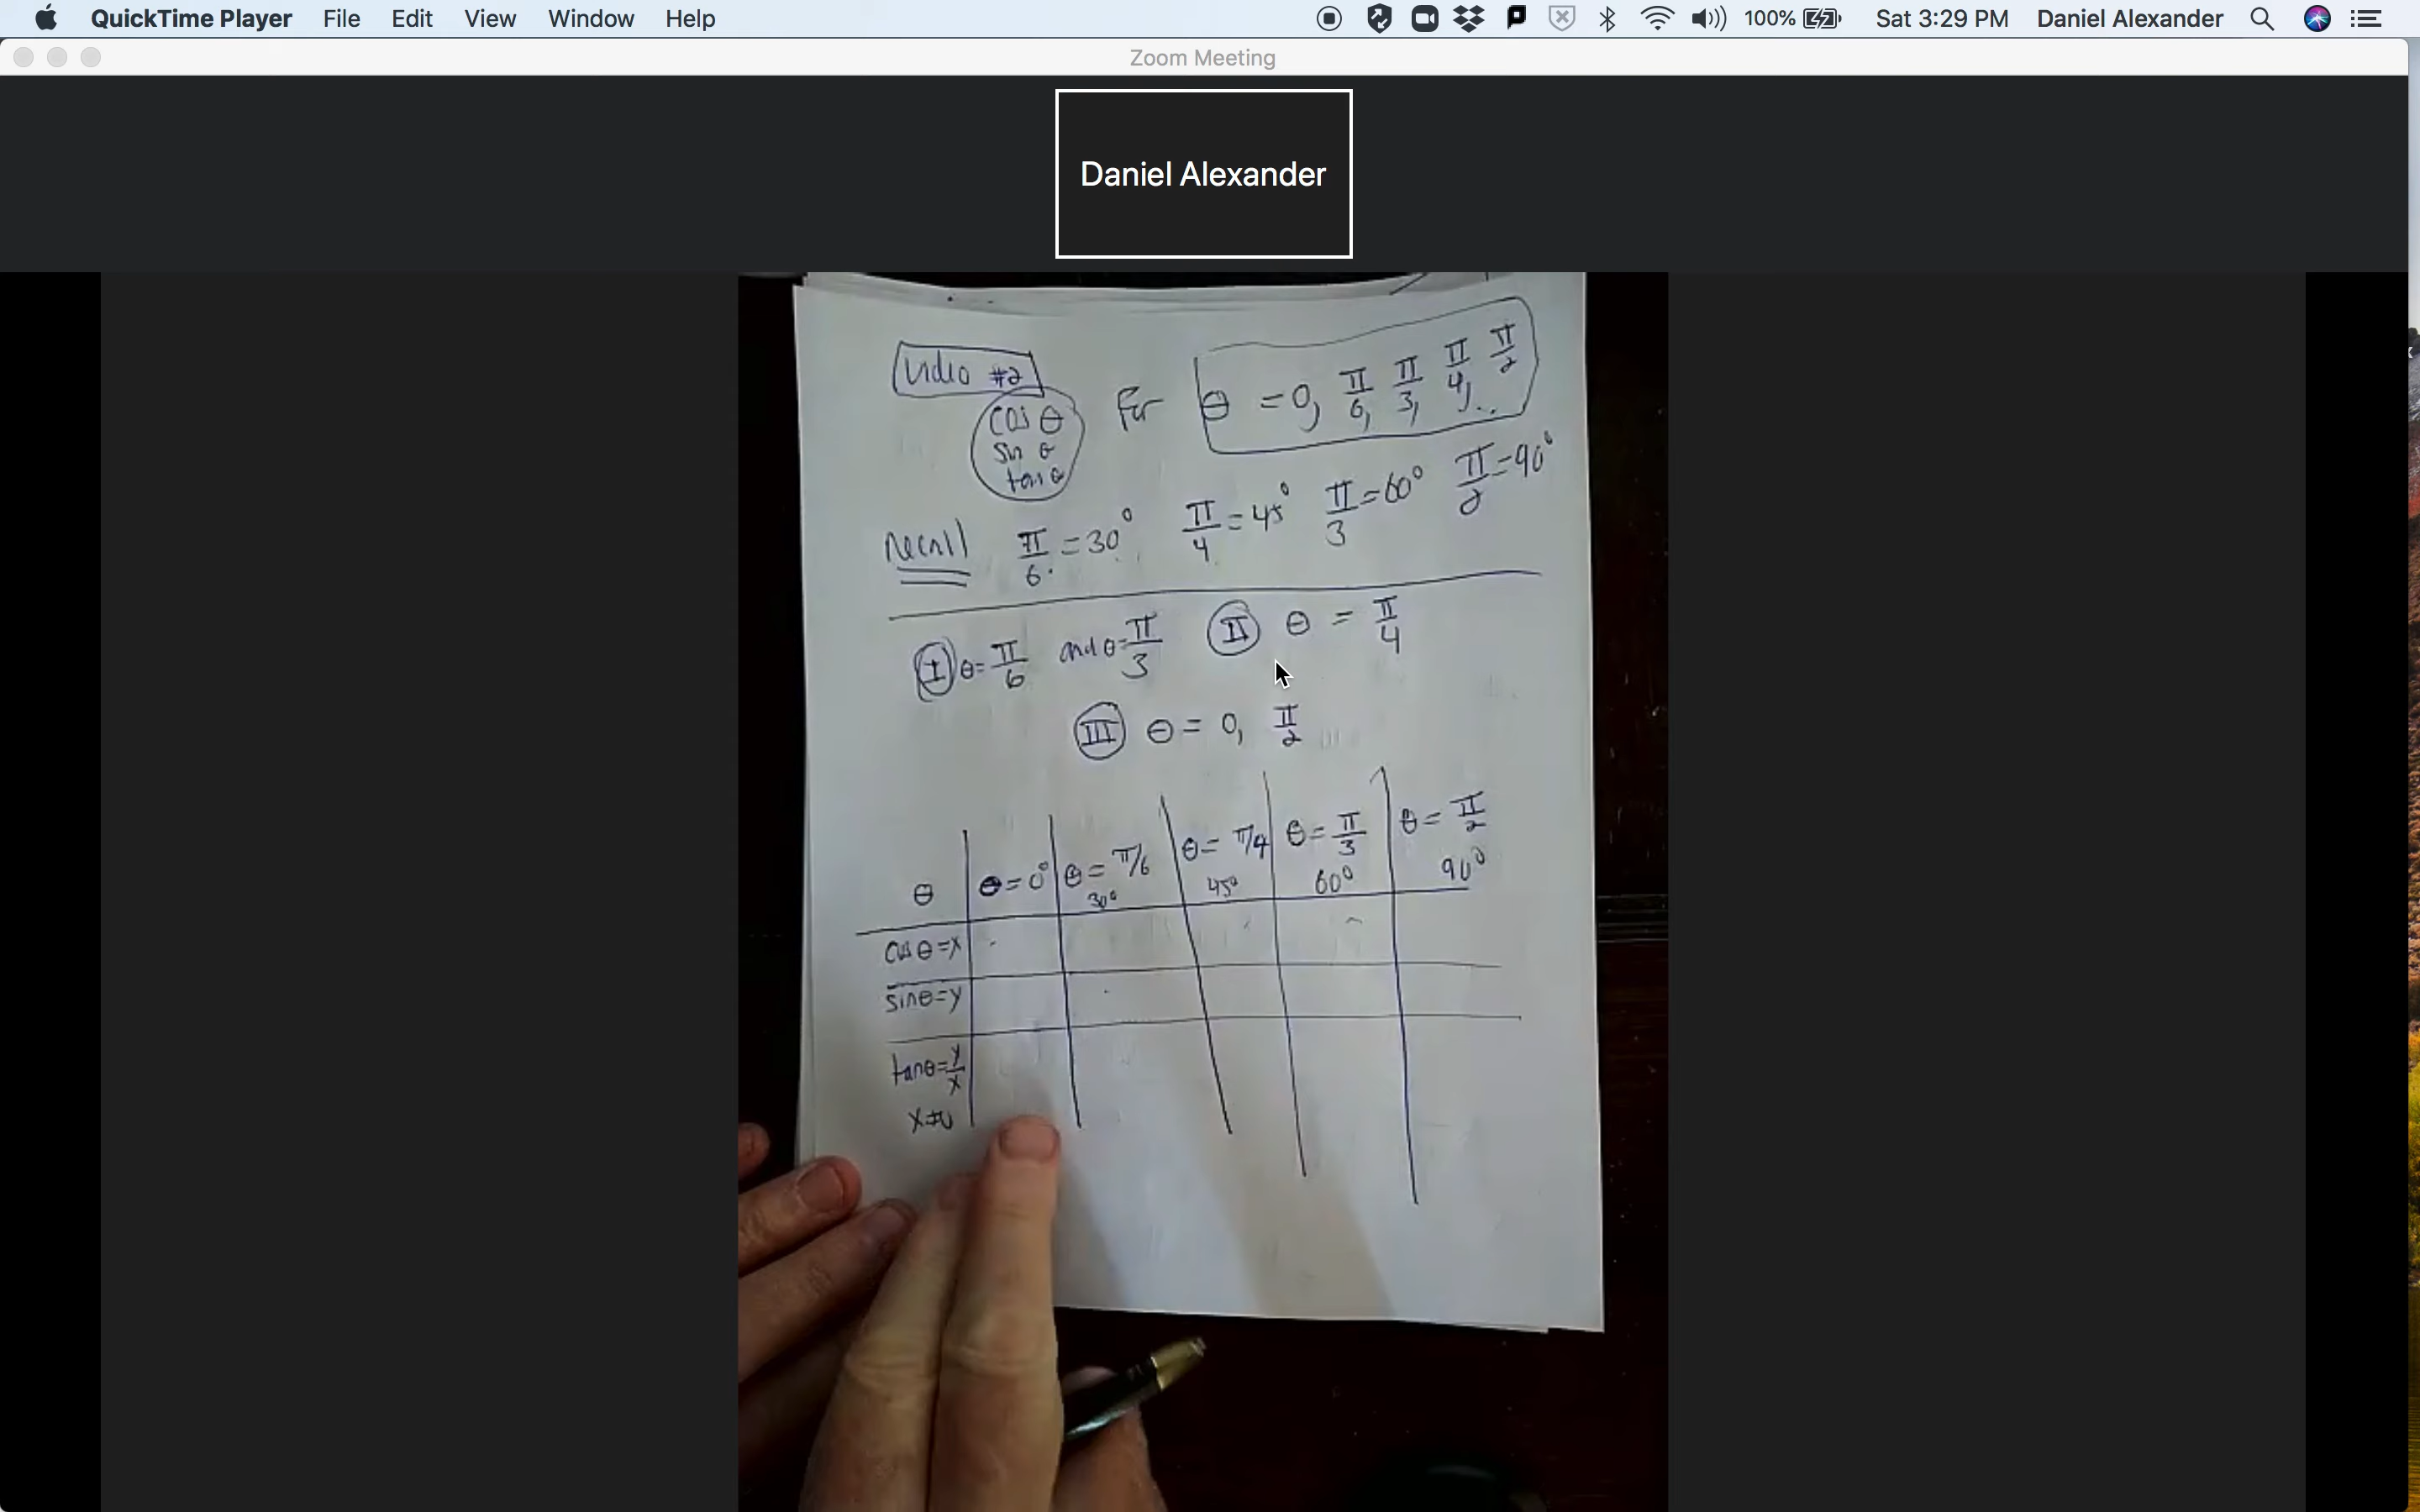 QuickTime Player File Edit View Window Help 100% Sat 3:29 PM Daniel Alexander
Zoom Meeting
Daniel Alexander
Video #2
cos θ
sin θ
tan θ
For θ = 0, π/6, π/3, π/4, ... π/2
Recall π/6 = 30° π/4 = 45° π/3 = 60° π/2 = 90°
I θ = π/6 and θ = π/3 II θ = π/4
III θ = 0, π/2
θ θ = 0° θ = π/6 30° θ = π/4 45° θ = π/3 60° θ = π/2 90°
cos θ = x
sin θ = y
tan θ = y/x
x ≠ 0